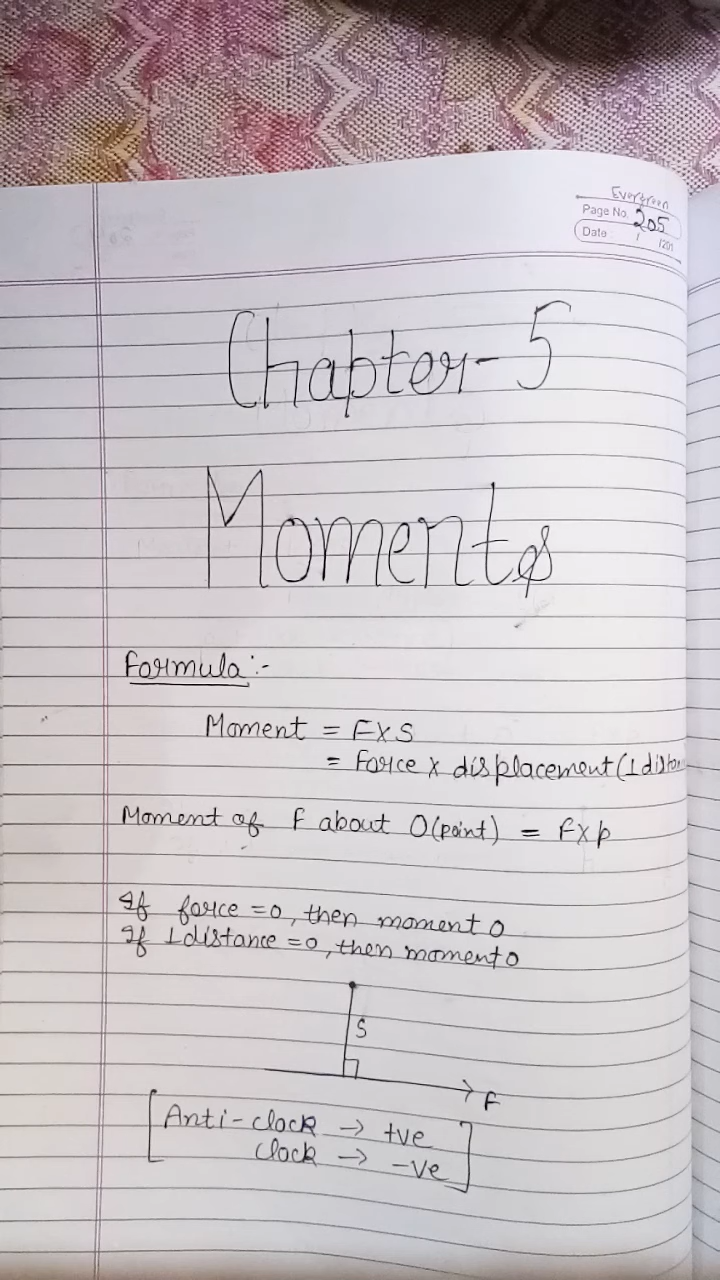 Evergreen
Page No. 205
Date / /201
Chapter-5
Moments
Formula :-
Moment = F×S
= Force × displacement (⊥
Moment of F about O(point) = F×p
If force = 0, then moment 0
If ⊥distance = 0, then moment 0
S
F
Anti-clock → +ve
clock → -ve